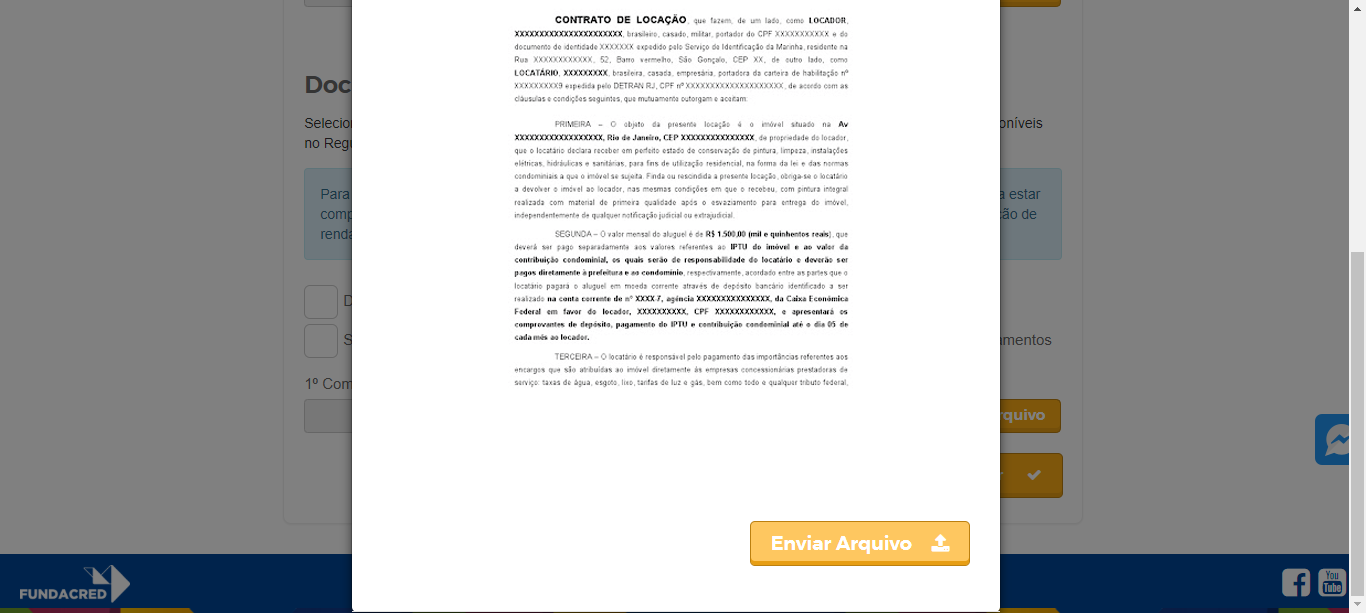 CONTRATO DE LOCAÇÃO, que fazem, de um lado, como LOCADOR,
XXXXXXXXXXXXXXXXXXXXXX, brasileiro, casado, militar, portador do CPF XXXXXXXXXXX e do
documento de identidade XXXXXXX expedido pelo Serviço de Identificação da Marinha, residente na
Rua XXXXXXXXXXXX, 52, Barro vermelho, São Gonçalo, CEP XX, de outro lado, como
LOCATÁRIO, XXXXXXXXX, brasileira, casada, empresária, portadora da carteira de habilitação nº
XXXXXXXXX9 expedida pelo DETRAN RJ, CPF nº XXXXXXXXXXXXXXXXXXXX, de acordo com as
cláusulas e condições seguintes, que mutuamente outorgam e aceitam:
PRIMEIRA – O objeto da presente locação é o imóvel situado na Av
XXXXXXXXXXXXXXXXXX, Rio de Janeiro, CEP XXXXXXXXXXXXXXX, de propriedade do locador,
que o locatário declara receber em perfeito estado de conservação de pintura, limpeza, instalações
elétricas, hidráulicas e sanitárias, para fins de utilização residencial, na forma da lei e das normas
condominiais a que o imóvel se sujeita. Finda ou rescindida a presente locação, obriga-se o locatário
a devolver o imóvel ao locador, nas mesmas condições em que o recebeu, com pintura integral
realizada com material de primeira qualidade após o esvaziamento para entrega do imóvel,
independentemente de qualquer notificação judicial ou extrajudicial.
SEGUNDA – O valor mensal do aluguel é de R$ 1.500,00 (mil e quinhentos reais), que
deverá ser pago separadamente aos valores referentes ao IPTU do imóvel e ao valor da
contribuição condominial, os quais serão de responsabilidade do locatário e deverão ser
pagos diretamente à prefeitura e ao condomínio, respectivamente, acordado entre as partes que o
locatário pagará o aluguel em moeda corrente através de depósito bancário identificado a ser
realizado na conta corrente de nº XXXX-7, agência XXXXXXXXXXXXXXX, da Caixa Econômica
Federal em favor do locador, XXXXXXXXXX, CPF XXXXXXXXXXXX, e apresentará os
comprovantes de depósito, pagamento do IPTU e contribuição condominial até o dia 05 de
cada mês ao locador.
TERCEIRA – O locatário é responsável pelo pagamento das importâncias referentes aos
encargos que são atribuídas ao imóvel diretamente às empresas concessionárias prestadoras de
serviço: taxas de água, esgoto, lixo, tarifas de luz e gás, bem como todo e qualquer tributo federal,
Enviar Arquivo
Doc
Selecio
oníveis
no Regu
Para
a estar
comp
ão de
renda
D
S
mentos
1º Com
rquivo
FUNDACRED
You
Tube